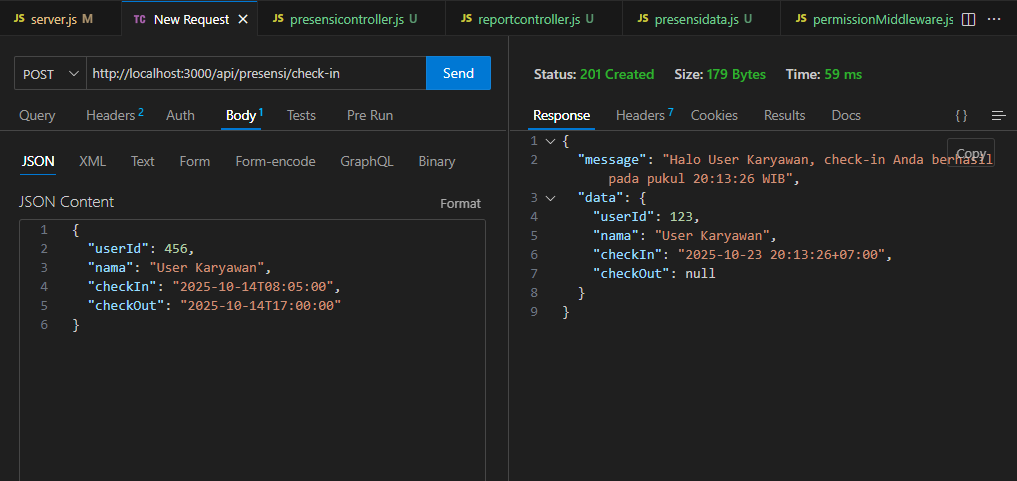 JS server.js M
TC New Request ×
JS presensicontroller.js U
JS reportcontroller.js U
JS presensidata.js U
JS permissionMiddleware.js
POST
http://localhost:3000/api/presensi/check-in
Send
Query
Headers 2
Auth
Body 1
Tests
Pre Run
JSON
XML
Text
Form
Form-encode
GraphQL
Binary
JSON Content
Format
1 {
2 "userId": 456,
3 "nama": "User Karyawan",
4 "checkIn": "2025-10-14T08:05:00",
5 "checkOut": "2025-10-14T17:00:00"
6 }
Status: 201 Created
Size: 179 Bytes
Time: 59 ms
Response
Headers 7
Cookies
Results
Docs
{ }
Copy
1 {
2 "message": "Halo User Karyawan, check-in Anda berhasil
pada pukul 20:13:26 WIB",
3 "data": {
4 "userId": 123,
5 "nama": "User Karyawan",
6 "checkIn": "2025-10-23 20:13:26+07:00",
7 "checkOut": null
8 }
9 }